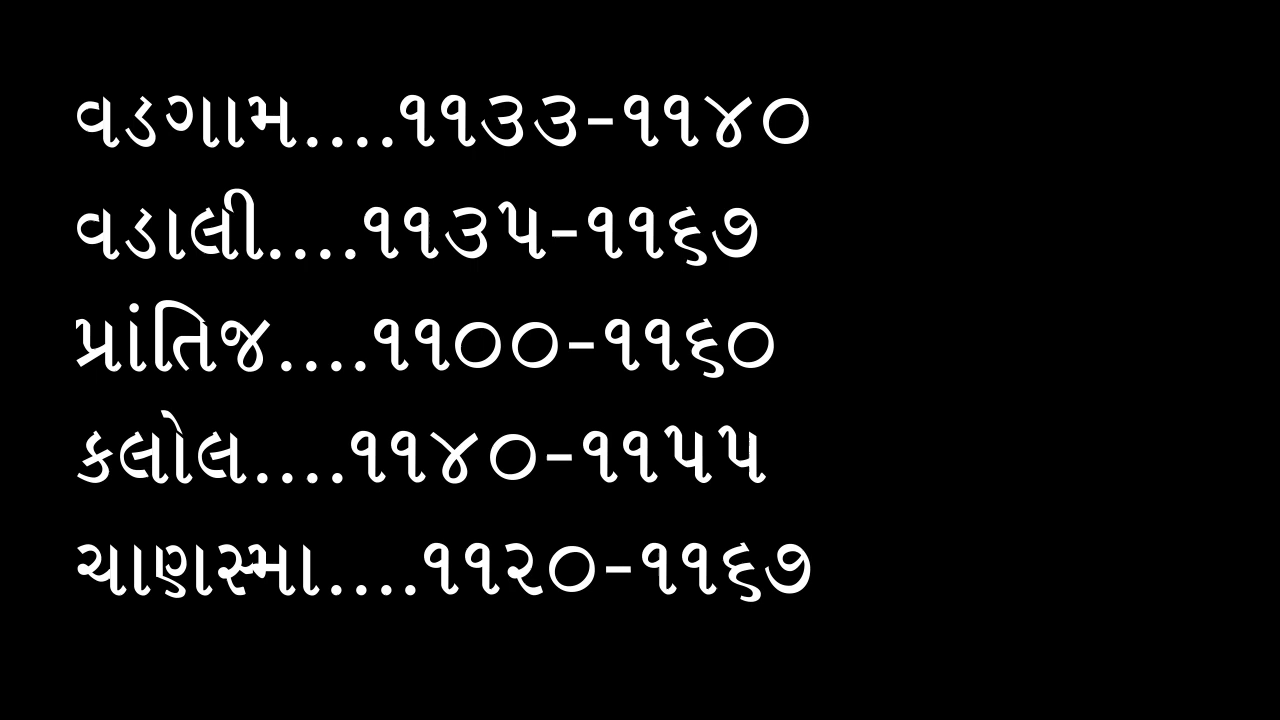 વડગામ....૧૧૩૩-૧૧૪૦
વડાલી....૧૧૩૫-૧૧૬૭
પ્રાંતિજ....૧૧૦૦-૧૧૬૦
કલોલ....૧૧૪૦-૧૧૫૫
ચાણસ્મા....૧૧૨૦-૧૧૬૭